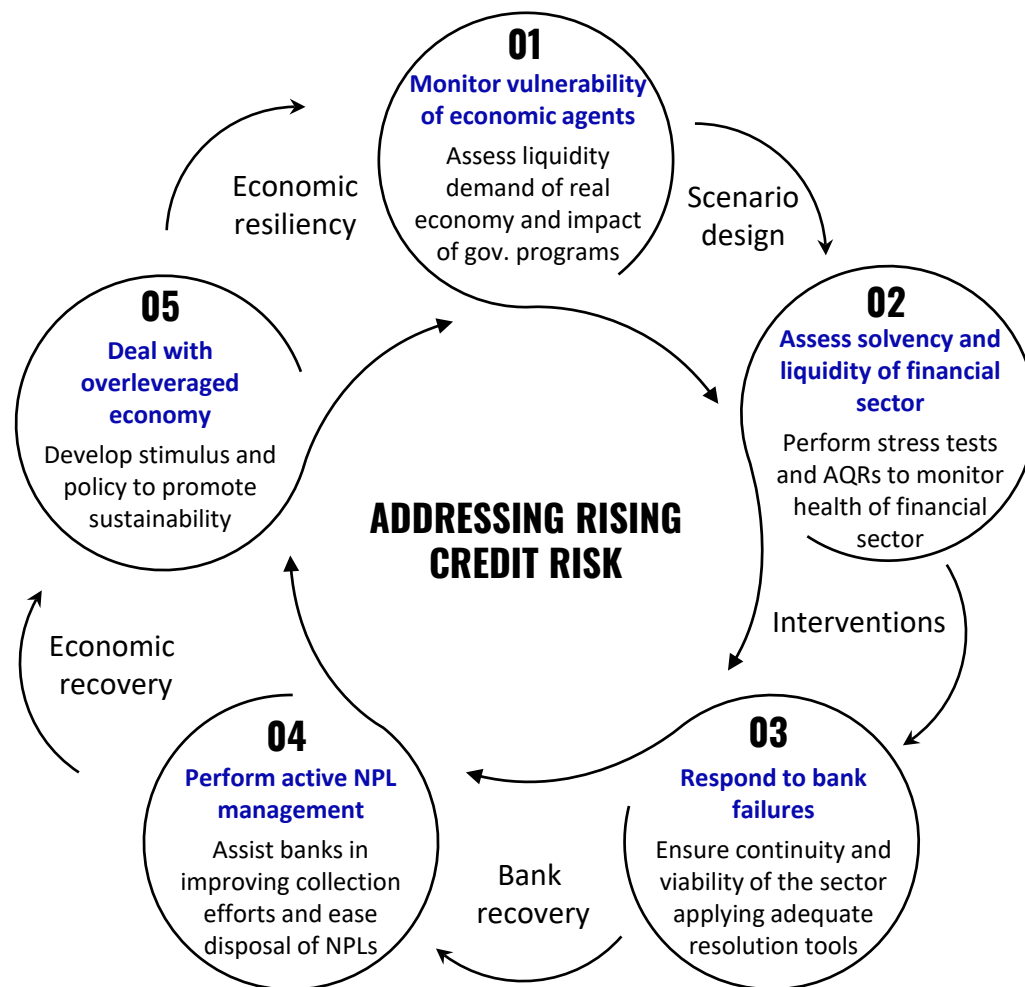 01
Monitor vulnerability
of economic agents
Assess liquidity
demand of real
economy and impact
of gov. programs
Scenario
design
02
Assess solvency and
liquidity of financial
sector
Perform stress tests
and AQRs to monitor
health of financial
sector
Interventions
03
Respond to bank
failures
Ensure continuity and
viability of the sector
applying adequate
resolution tools
Bank
recovery
04
Perform active NPL
management
Assist banks in
improving collection
efforts and ease
disposal of NPLs
Economic
recovery
05
Deal with
overleveraged
economy
Develop stimulus and
policy to promote
sustainability
Economic
resiliency
ADDRESSING RISING
CREDIT RISK